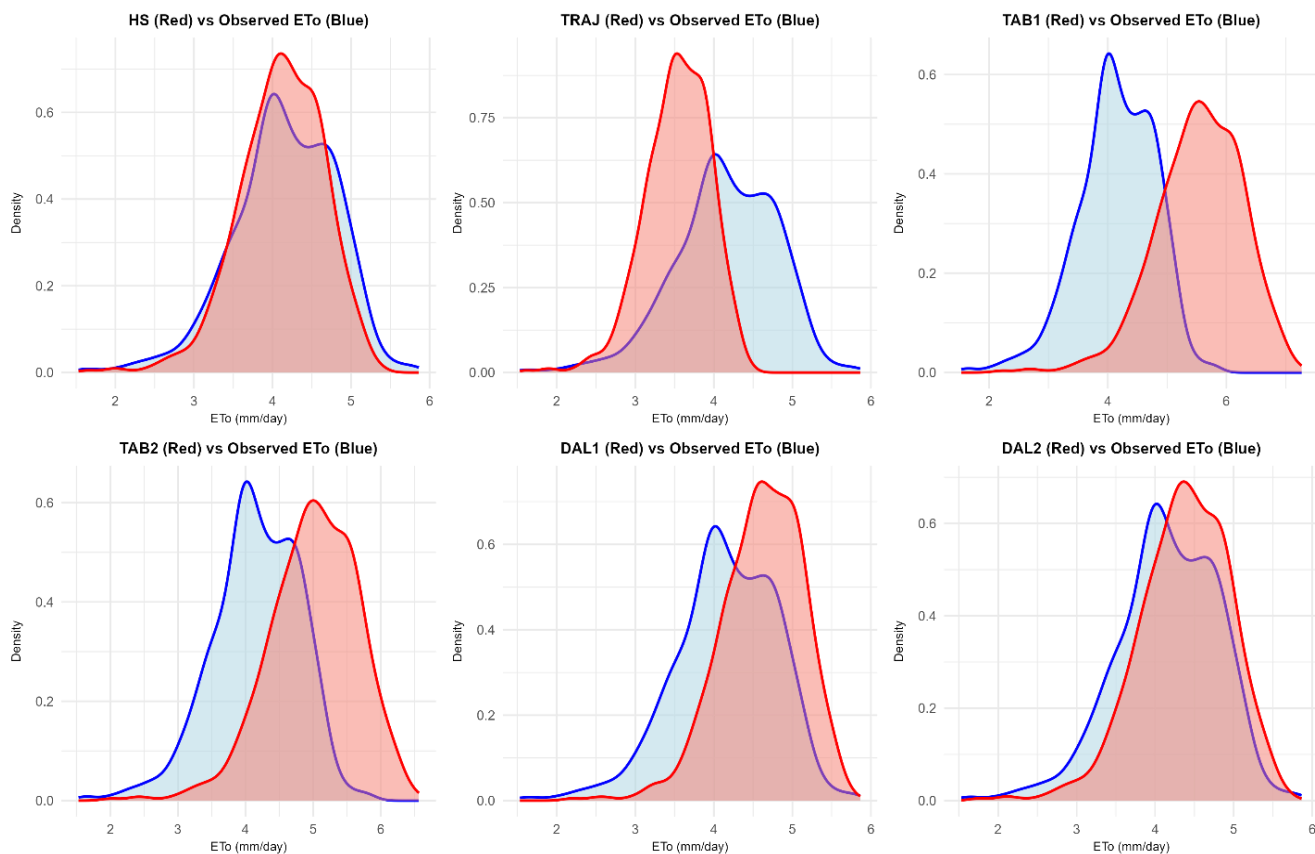 HS (Red) vs Observed ETo (Blue)
Density
0.6
0.4
0.2
0.0
2 3 4 5 6
ETo (mm/day)
TRAJ (Red) vs Observed ETo (Blue)
Density
0.75
0.50
0.25
0.00
2 3 4 5 6
ETo (mm/day)
TAB1 (Red) vs Observed ETo (Blue)
Density
0.6
0.4
0.2
0.0
2 4 6
ETo (mm/day)
TAB2 (Red) vs Observed ETo (Blue)
Density
0.6
0.4
0.2
0.0
2 3 4 5 6
ETo (mm/day)
DAL1 (Red) vs Observed ETo (Blue)
Density
0.6
0.4
0.2
0.0
2 3 4 5 6
ETo (mm/day)
DAL2 (Red) vs Observed ETo (Blue)
Density
0.6
0.4
0.2
0.0
2 3 4 5 6
ETo (mm/day)